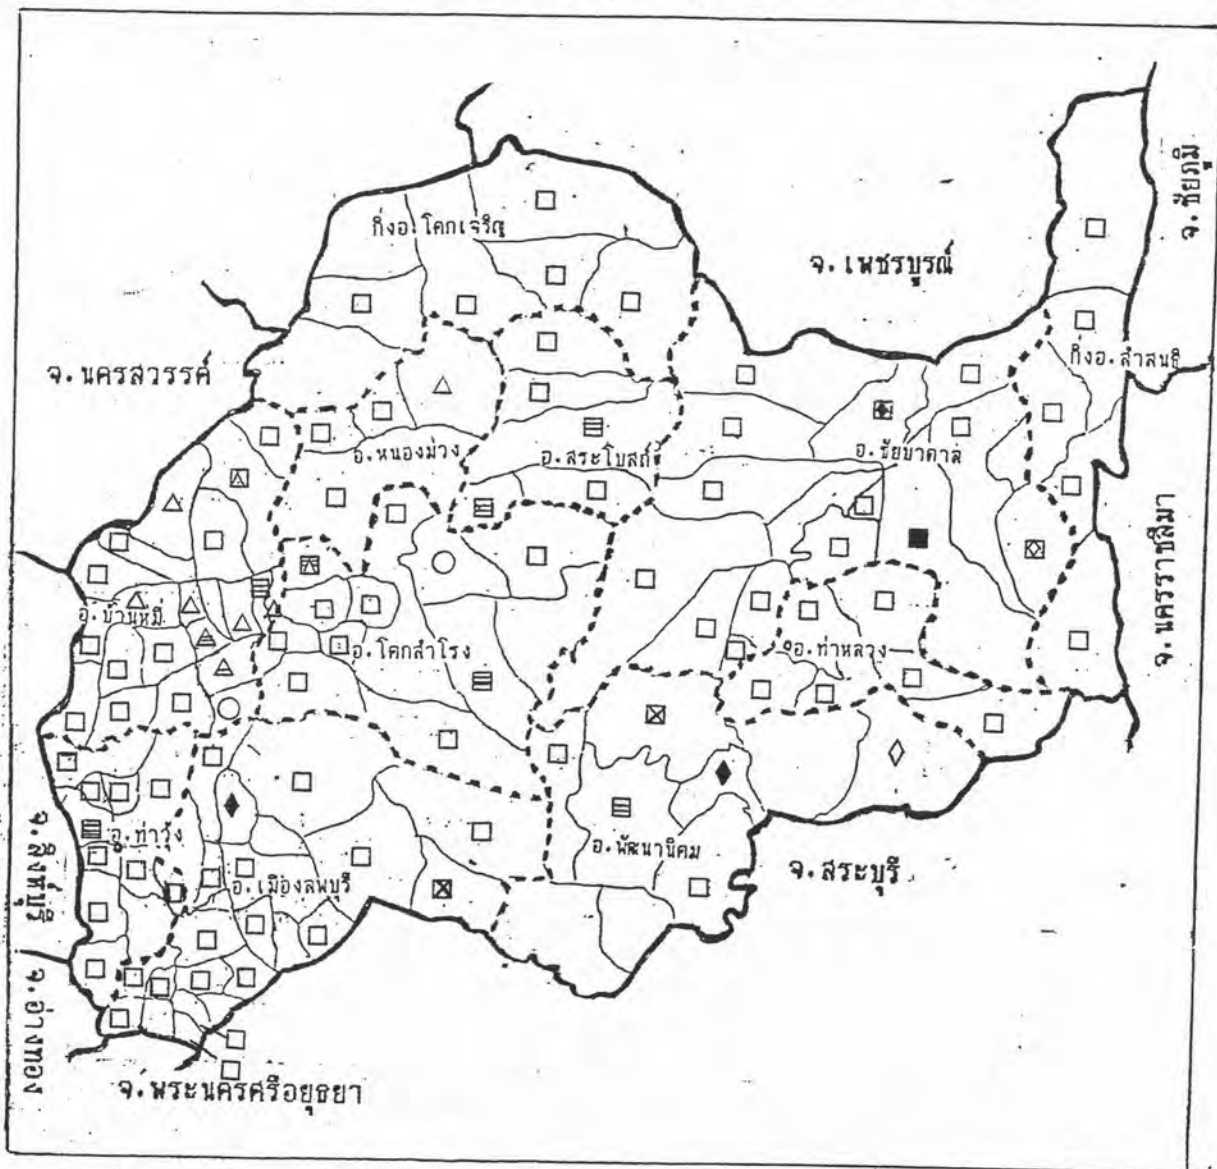 จ. ชัยภูมิ
กิ่งอ. โคกเจริญ
จ. เพชรบูรณ์
กิ่งอ. ลำสนธิ
จ. นครสวรรค์
อ. หนองม่วง
อ. สระโบสถ์
อ. ชัยบาดาล
จ. นครราชสีมา
อ. บ้านหมี่
อ. โคกสำโรง
อ. ท่าหลวง
อ. ท่าวุ้ง
อ. พัฒนานิคม
จ. สระบุรี
อ. เมืองลพบุรี
จ. สิงห์บุรี
จ. อ่างทอง
จ. พระนครศรีอยุธยา